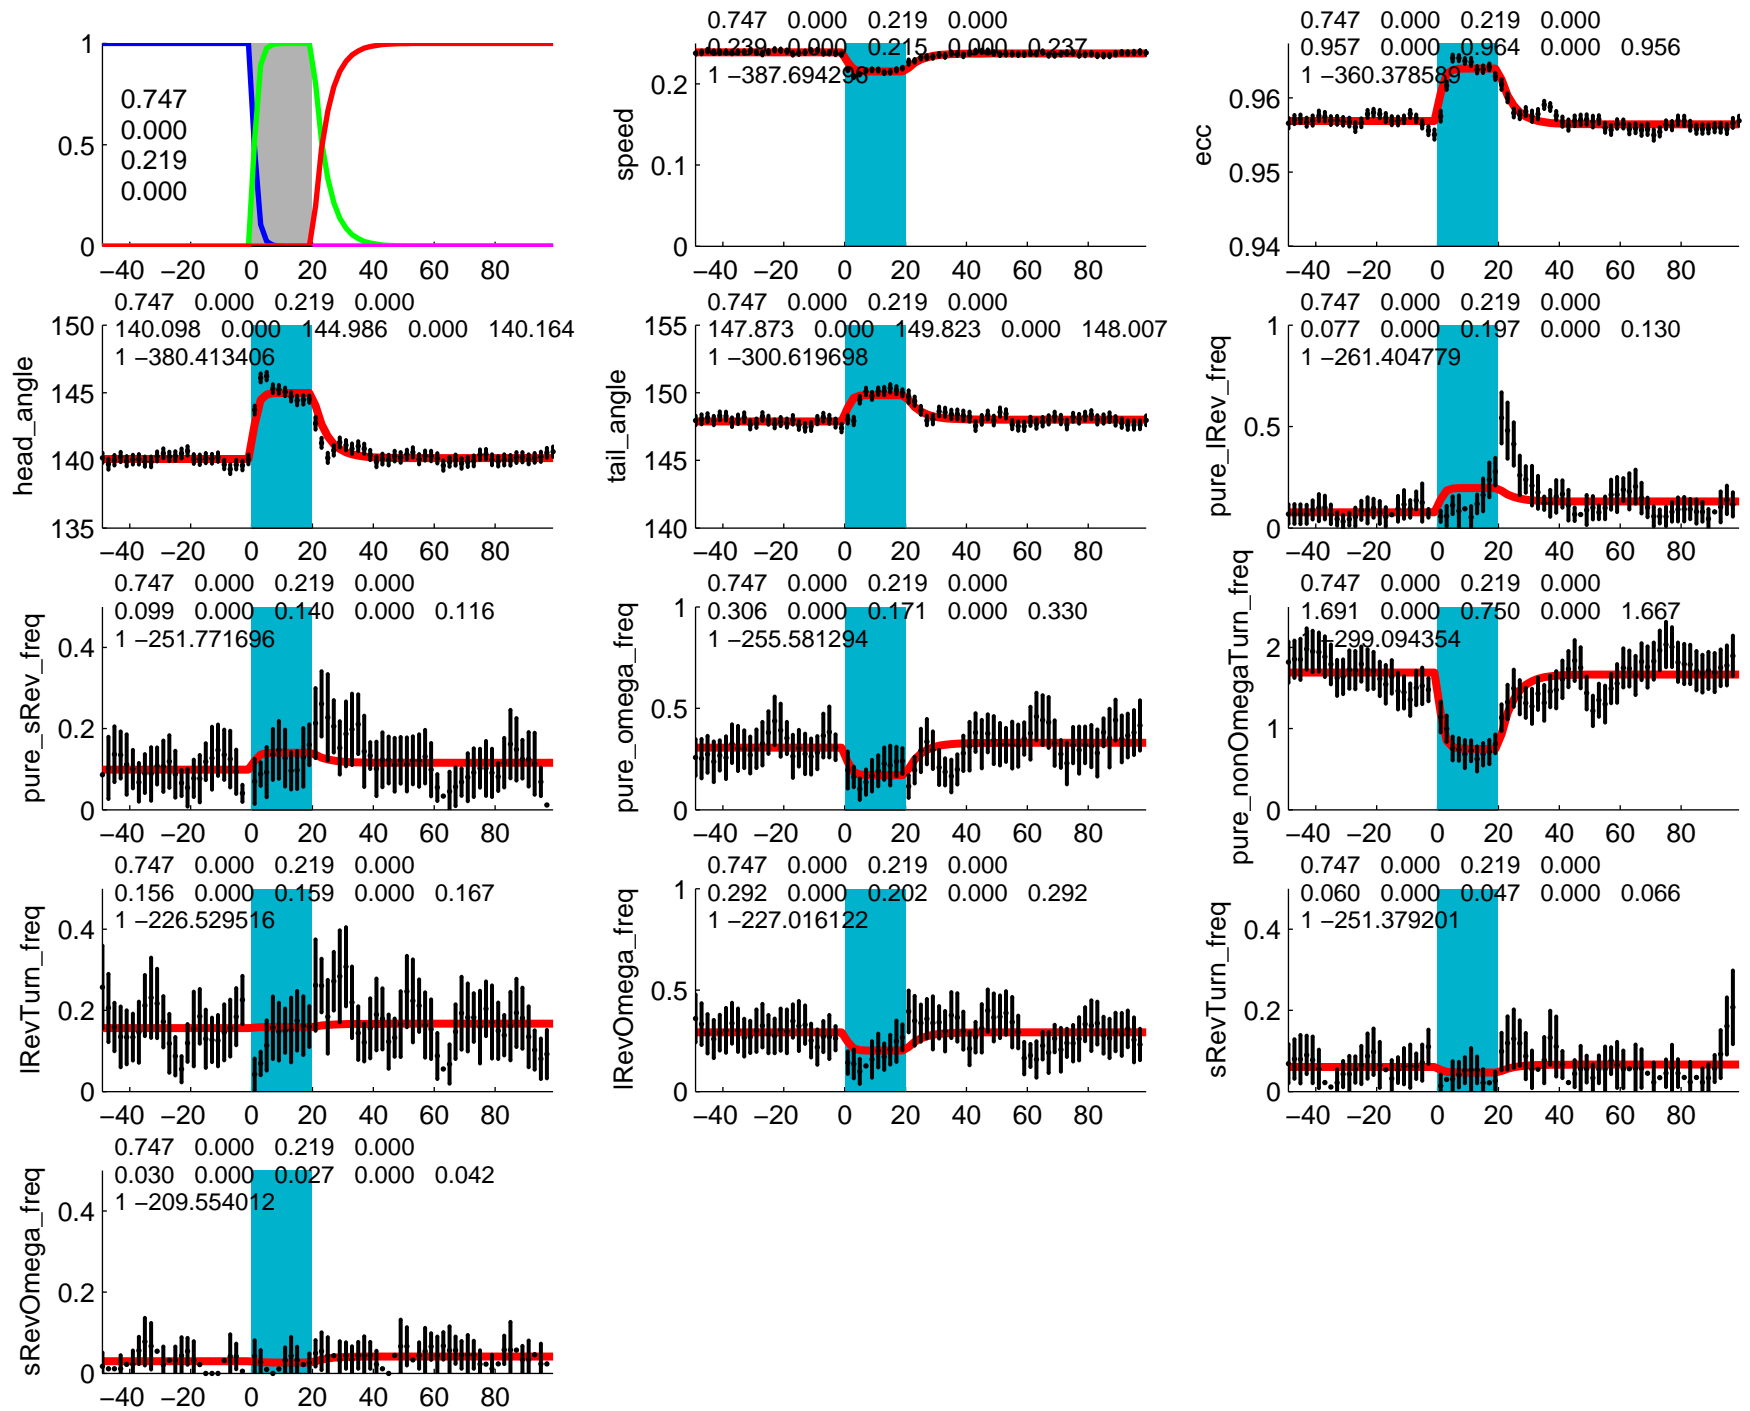 1
0.5
0
0.747
0.000
0.219
0.000
−40 −20 0 20 40 60 80
0.747 0.000 0.219 0.000
0.239 0.000 0.215 0.000 0.237
1 −387.694296
speed
0.2
0.1
0
−40 −20 0 20 40 60 80
0.747 0.000 0.219 0.000
0.957 0.000 0.964 0.000 0.956
1 −360.378589
ecc
0.96
0.95
0.94
−40 −20 0 20 40 60 80
0.747 0.000 0.219 0.000
140.098 0.000 144.986 0.000 140.164
1 −380.413406
head_angle
150
145
140
135
−40 −20 0 20 40 60 80
0.747 0.000 0.219 0.000
147.873 0.000 149.823 0.000 148.007
1 −300.619698
tail_angle
155
150
145
140
−40 −20 0 20 40 60 80
0.747 0.000 0.219 0.000
0.077 0.000 0.197 0.000 0.130
1 −261.404779
pure_lRev_freq
1
0.5
0
−40 −20 0 20 40 60 80
0.747 0.000 0.219 0.000
0.099 0.000 0.140 0.000 0.116
1 −251.771696
pure_sRev_freq
0.4
0.2
0
−40 −20 0 20 40 60 80
0.747 0.000 0.219 0.000
0.306 0.000 0.171 0.000 0.330
1 −255.581294
pure_omega_freq
1
0.5
0
−40 −20 0 20 40 60 80
0.747 0.000 0.219 0.000
1.691 0.000 0.750 0.000 1.667
1 −299.094354
pure_nonOmegaTurn_freq
2
1
0
−40 −20 0 20 40 60 80
0.747 0.000 0.219 0.000
0.156 0.000 0.159 0.000 0.167
1 −226.529516
lRevTurn_freq
0.4
0.2
0
−40 −20 0 20 40 60 80
0.747 0.000 0.219 0.000
0.292 0.000 0.202 0.000 0.292
1 −227.016122
lRevOmega_freq
1
0.5
0
−40 −20 0 20 40 60 80
0.747 0.000 0.219 0.000
0.060 0.000 0.047 0.000 0.066
1 −251.379201
sRevTurn_freq
0.4
0.2
0
−40 −20 0 20 40 60 80
0.747 0.000 0.219 0.000
0.030 0.000 0.027 0.000 0.042
1 −209.554012
sRevOmega_freq
0.4
0.2
0
−40 −20 0 20 40 60 80